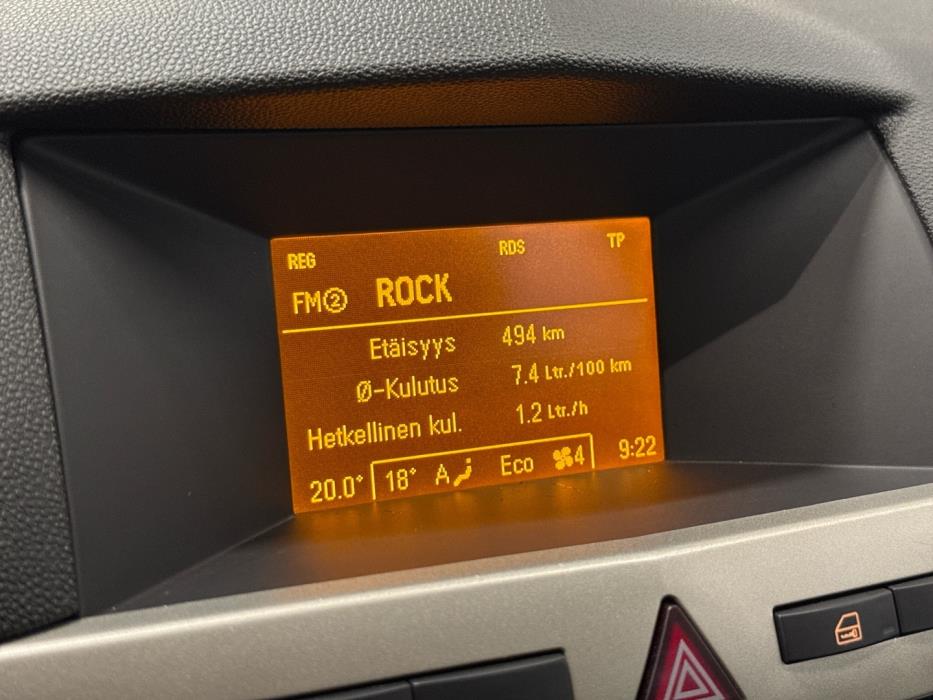 REG RDS TP
FM② ROCK
Etäisyys 494 km
Ø-Kulutus 7.4 Ltr./100 km
Hetkellinen kul. 1.2 Ltr./h
20.0° 18° A Eco 4 9:22